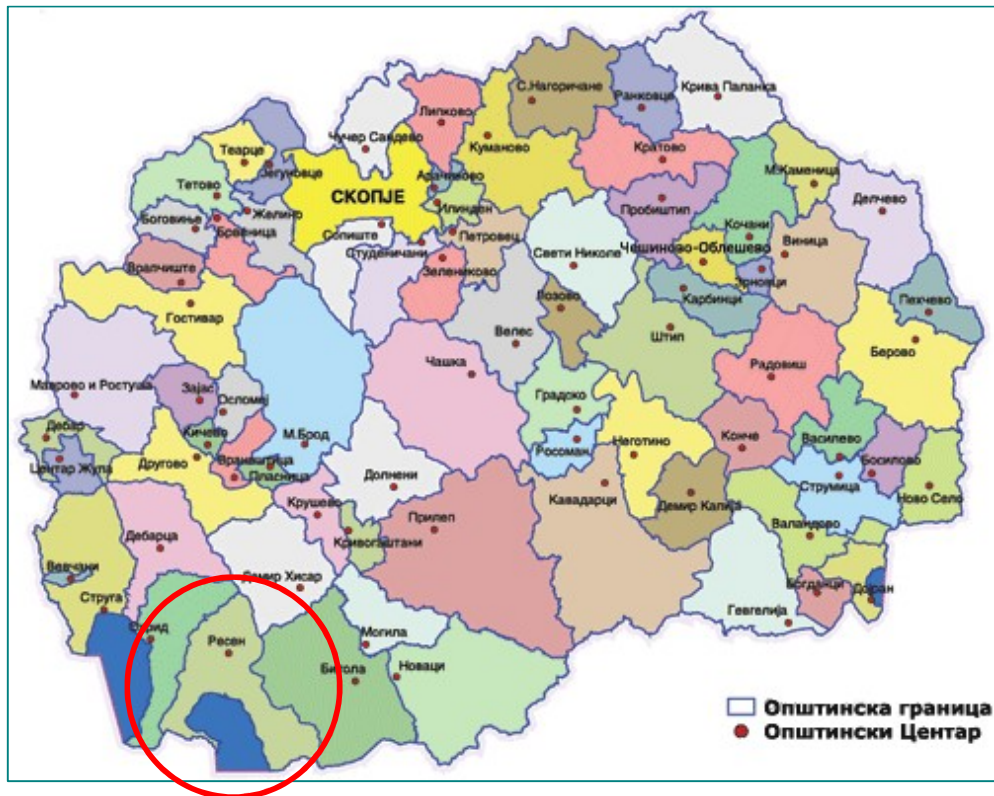 С.Нагоричане
Ранковце
Крива Паланка
Липково
Чучер Сандево
Куманово
Кратово
Теарце
Јегуновце
Арачиново
М.Каменица
Тетово
СКОПЈЕ
Илинден
Пробиштип
Делчево
Боговиње
Желино
Брвеница
Сопиште
Петровец
Кочани
Виница
Студеничани
Свети Николе
Чешиново-Облешево
Врапчиште
Зелениково
Зрновци
Лозово
Карбинци
Пехчево
Гостивар
Велес
Штип
Берово
Чашка
Радовиш
Маврово и Ростуша
Зајас
Осломеј
Градско
Дебар
Кичево
М.Брод
Росоман
Неготино
Конче
Василево
Центар Жупа
Другово
Вранештица
Пласница
Долнени
Босилово
Струмица
Ново Село
Крушево
Кавадарци
Демир Капија
Прилеп
Кривогаштани
Валандово
Дебарца
Вевчани
Демир Хисар
Богданци
Дојран
Струга
Гевгелија
Охрид
Ресен
Могила
Битола
Новаци
Општинска граница
Општински Центар